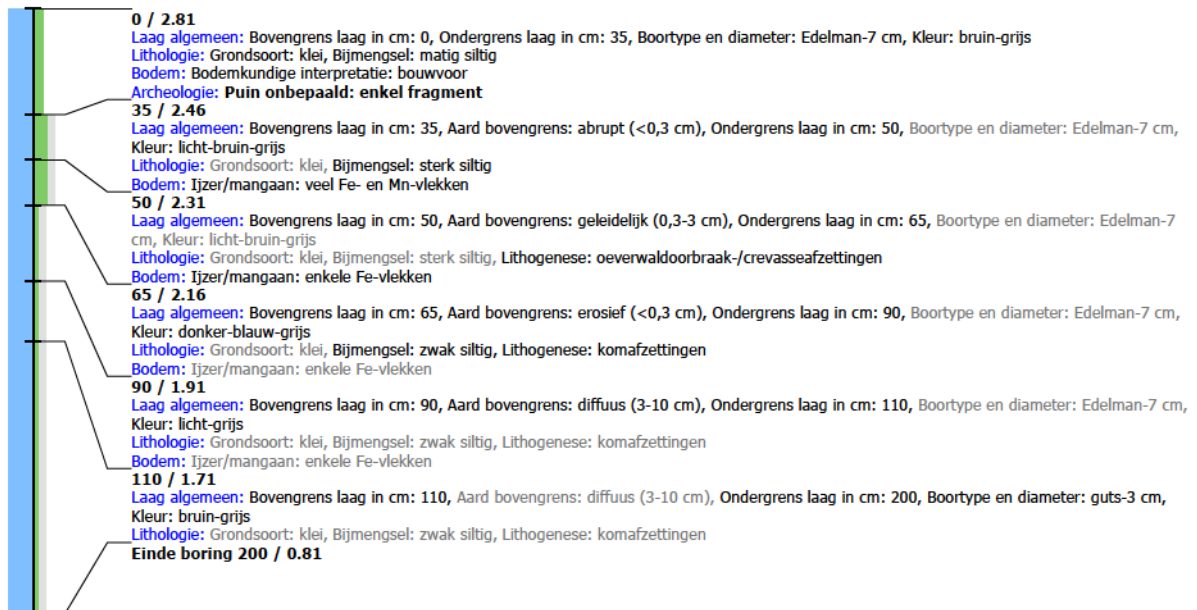 0 / 2.81
Laag algemeen: Bovengrens laag in cm: 0, Ondergrens laag in cm: 35, Boortype en diameter: Edelman-7 cm, Kleur: bruin-grijs
Lithologie: Grondsoort: klei, Bijmengsel: matig siltig
Bodem: Bodemkundige interpretatie: bouwvoor
Archeologie: Puin onbepaald: enkel fragment
35 / 2.46
Laag algemeen: Bovengrens laag in cm: 35, Aard bovengrens: abrupt (<0,3 cm), Ondergrens laag in cm: 50, Boortype en diameter: Edelman-7 cm,
Kleur: licht-bruin-grijs
Lithologie: Grondsoort: klei, Bijmengsel: sterk siltig
Bodem: Ijzer/mangaan: veel Fe- en Mn-vlekken
50 / 2.31
Laag algemeen: Bovengrens laag in cm: 50, Aard bovengrens: geleidelijk (0,3-3 cm), Ondergrens laag in cm: 65, Boortype en diameter: Edelman-7
cm, Kleur: licht-bruin-grijs
Lithologie: Grondsoort: klei, Bijmengsel: sterk siltig, Lithogenese: oeverwaldoorbraak-/crevasseafzettingen
Bodem: Ijzer/mangaan: enkele Fe-vlekken
65 / 2.16
Laag algemeen: Bovengrens laag in cm: 65, Aard bovengrens: erosief (<0,3 cm), Ondergrens laag in cm: 90, Boortype en diameter: Edelman-7 cm,
Kleur: donker-blauw-grijs
Lithologie: Grondsoort: klei, Bijmengsel: zwak siltig, Lithogenese: komafzettingen
Bodem: Ijzer/mangaan: enkele Fe-vlekken
90 / 1.91
Laag algemeen: Bovengrens laag in cm: 90, Aard bovengrens: diffuus (3-10 cm), Ondergrens laag in cm: 110, Boortype en diameter: Edelman-7 cm,
Kleur: licht-grijs
Lithologie: Grondsoort: klei, Bijmengsel: zwak siltig, Lithogenese: komafzettingen
Bodem: Ijzer/mangaan: enkele Fe-vlekken
110 / 1.71
Laag algemeen: Bovengrens laag in cm: 110, Aard bovengrens: diffuus (3-10 cm), Ondergrens laag in cm: 200, Boortype en diameter: guts-3 cm,
Kleur: bruin-grijs
Lithologie: Grondsoort: klei, Bijmengsel: zwak siltig, Lithogenese: komafzettingen
Einde boring 200 / 0.81